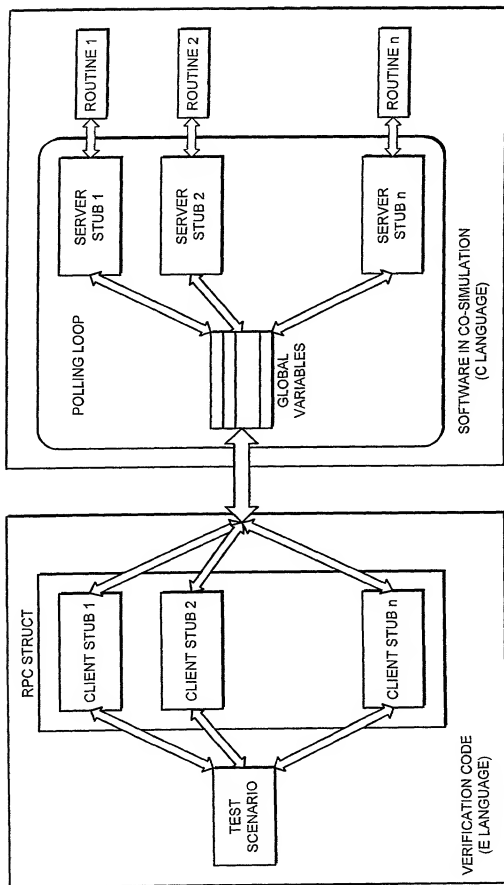 VERIFICATION CODE
(E LANGUAGE)
TEST
SCENARIO
RPC STRUCT
CLIENT STUB 1
CLIENT STUB 2
CLIENT STUB n
SOFTWARE IN CO-SIMULATION
(C LANGUAGE)
POLLING LOOP
GLOBAL
VARIABLES
SERVER
STUB 1
SERVER
STUB 2
SERVER
STUB n
ROUTINE 1
ROUTINE 2
ROUTINE n